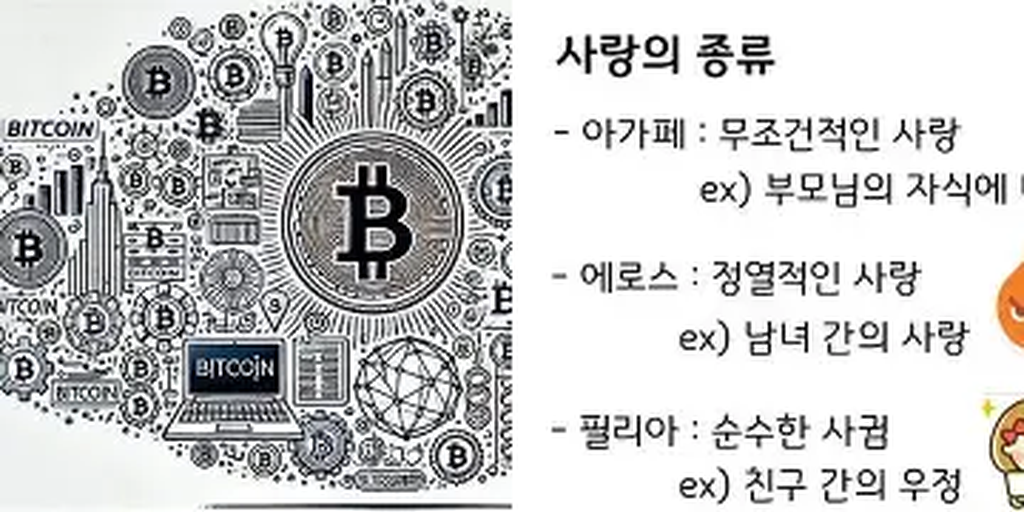 BITCOIN
BITCOIN
BITCOIN
사랑의 종류
- 아가페 : 무조건적인 사랑
ex) 부모님의 자식에
- 에로스 : 정열적인 사랑
ex) 남녀 간의 사랑
- 필리아 : 순수한 사귐
ex) 친구 간의 우정